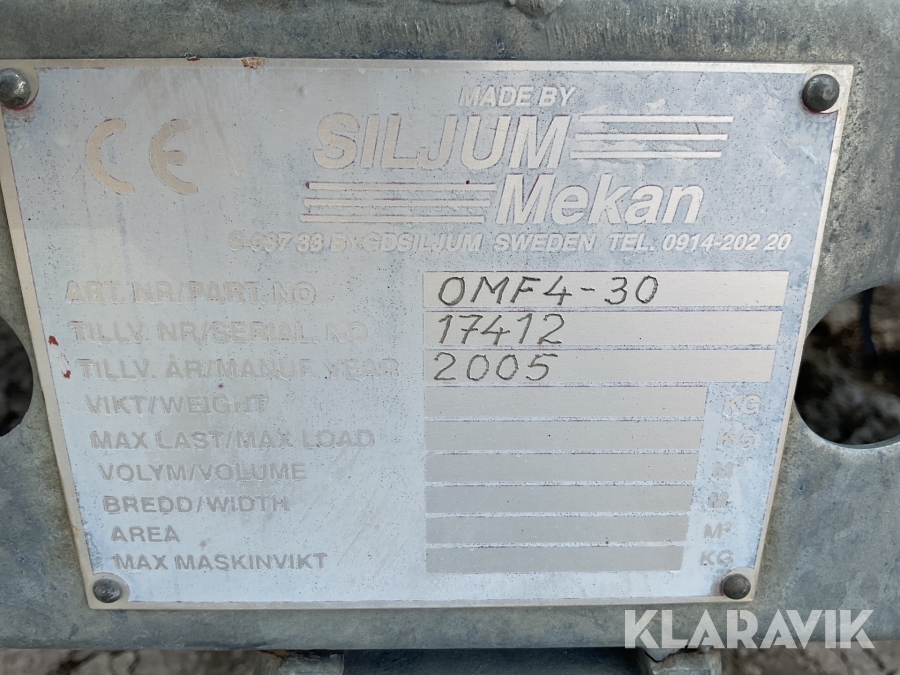 CE
MADE BY
SILJUM
Mekan
S-937 33 BYGDSILJUM SWEDEN TEL. 0914-202 20
ART. NR/PART. NO OMF4-30
TILLV. NR/SERIAL NO 17412
TILLV. ÅR/MANUF. YEAR 2005
VIKT/WEIGHT KG
MAX LAST/MAX LOAD KG
VOLYM/VOLUME M³
BREDD/WIDTH M
AREA M²
MAX MASKINVIKT KG
KLARAVIK